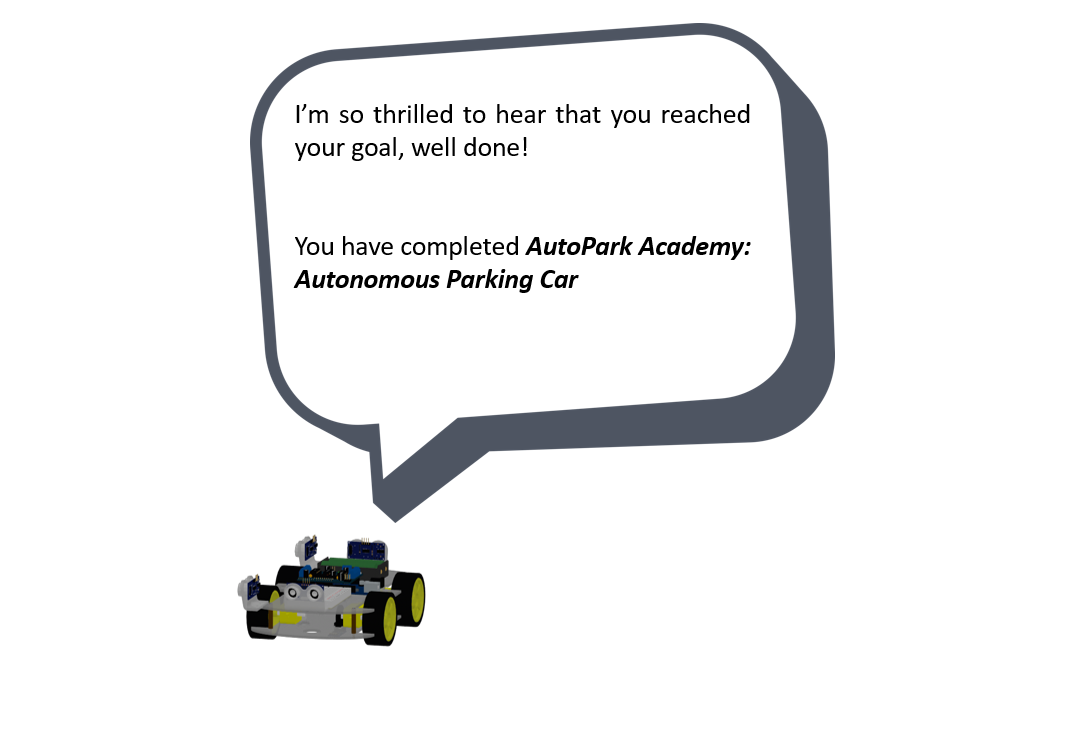 I’m so thrilled to hear that you reached
your goal, well done!
You have completed AutoPark Academy:
Autonomous Parking Car